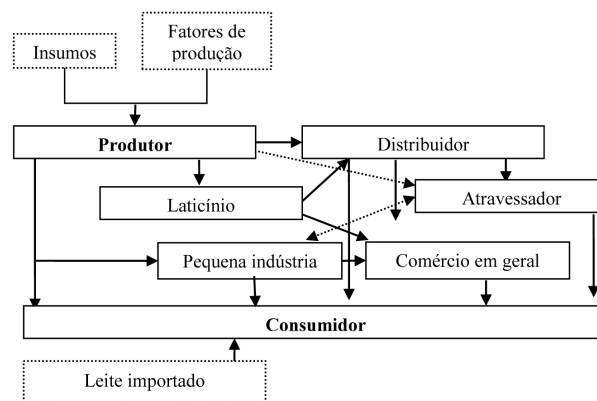 Insumos
Fatores de
produção
Produtor
Distribuidor
Laticínio
Atravessador
Pequena indústria
Comércio em geral
Consumidor
Leite importado